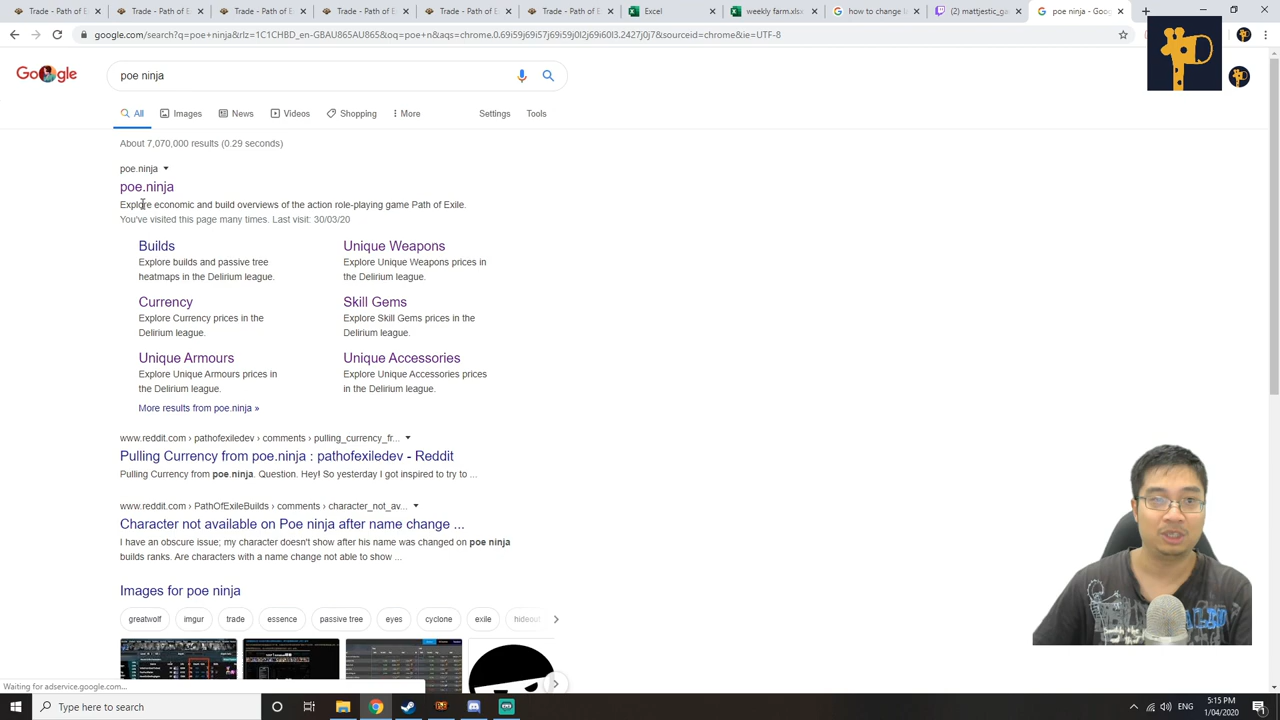 Trade - Path of E
Trade - Path of E
Trade - Path of E
Trade - Path of E
Excel
weekly farm.xlsx
how to change l
(2) mattjestic_ga
poe ninja - Goog
google.com/search?q=poe+ninja&rlz=1C1CHBD_en-GBAU865AU865&oq=poe+n&aqs=
.0.69i59j69i57j69i59j0l2j69i60l3.2427j0j7&sourceid=chrome&ie=UTF-8
poe ninja
All
Images
News
Videos
Shopping
More
Settings
Tools
About 7,070,000 results (0.29 seconds)
poe.ninja
poe.ninja
Explore economic and build overviews of the action role-playing game Path of Exile.
You've visited this page many times. Last visit: 30/03/20
Builds
Explore builds and passive tree
heatmaps in the Delirium league.
Unique Weapons
Explore Unique Weapons prices in
the Delirium league.
Currency
Explore Currency prices in the
Delirium league.
Skill Gems
Explore Skill Gems prices in the
Delirium league.
Unique Armours
Explore Unique Armours prices in
the Delirium league.
Unique Accessories
Explore Unique Accessories prices
in the Delirium league.
More results from poe.ninja »
www.reddit.com › pathofexiledev › comments › pulling_currency_fr...
Pulling Currency from poe.ninja : pathofexiledev - Reddit
Pulling Currency from poe.ninja. Question. Hey! So yesterday I got inspired to try to ...
www.reddit.com › PathOfExileBuilds › comments › character_not_av...
Character not available on Poe ninja after name change ...
I have an obscure issue; my character doesn't show after his name was changed on poe ninja
builds ranks. Are characters with a name change not able to show ...
Images for poe ninja
greatwolf
imgur
trade
essence
passive tree
eyes
cyclone
exile
hideout
Waiting for adservice.google.com...
Type here to search
ENG
5:15 PM
1/04/2020